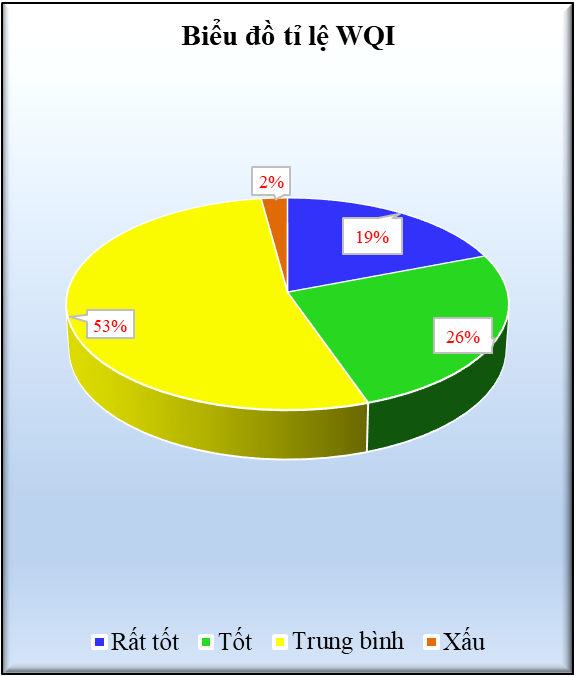 Biểu đồ tỉ lệ WQI
2%
19%
53%
26%
Rất tốt Tốt Trung bình Xấu